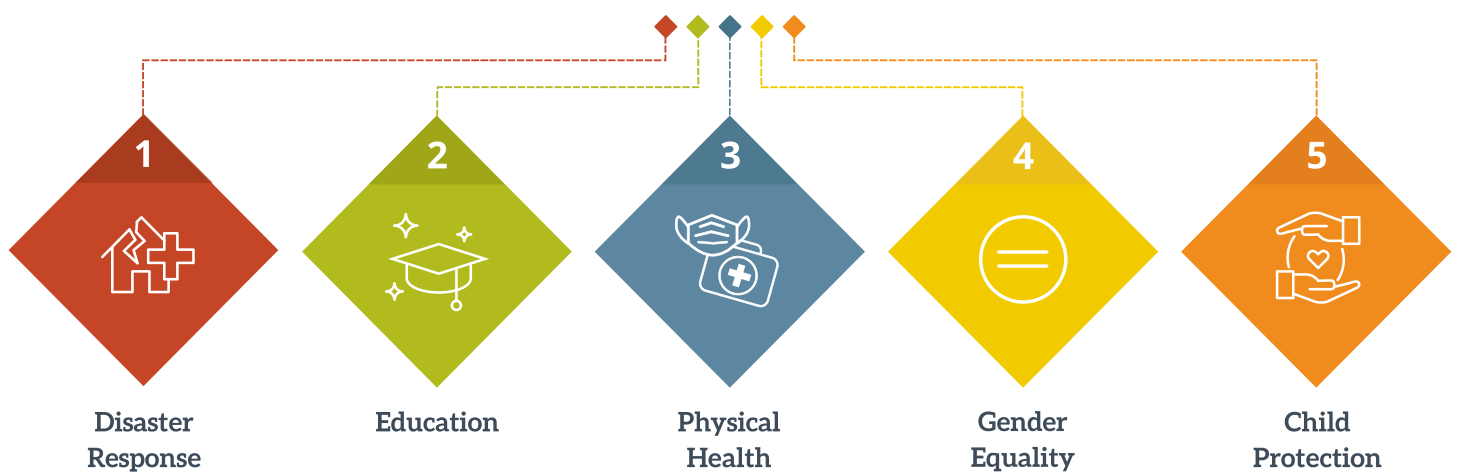 1
2
3
4
5
Disaster
Response
Education
Physical
Health
Gender
Equality
Child
Protection